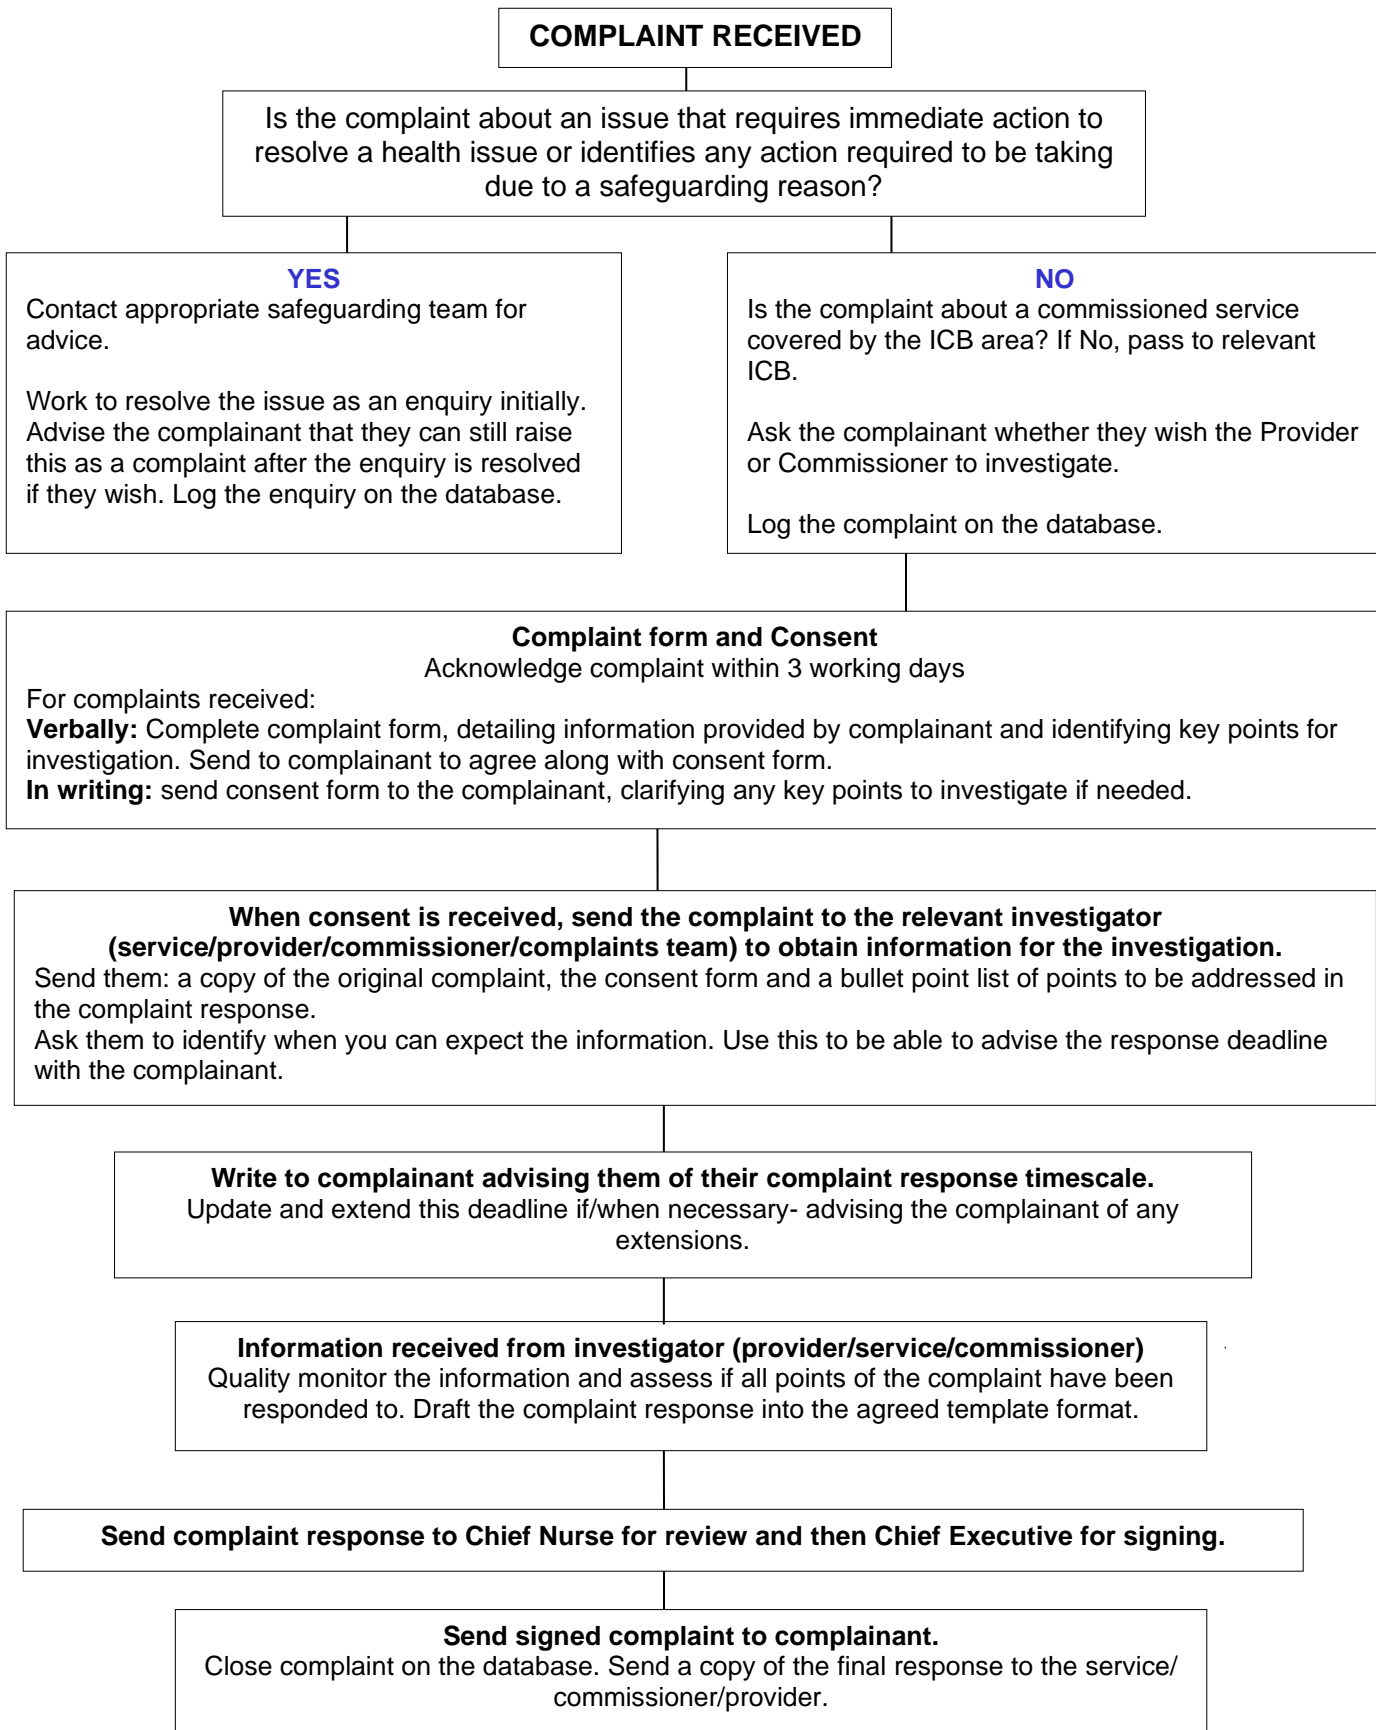 COMPLAINT RECEIVED
Is the complaint about an issue that requires immediate action to
resolve a health issue or identifies any action required to be taking
due to a safeguarding reason?
YES
Contact appropriate safeguarding team for
advice.
Work to resolve the issue as an enquiry initially.
Advise the complainant that they can still raise
this as a complaint after the enquiry is resolved
if they wish. Log the enquiry on the database.
NO
Is the complaint about a commissioned service
covered by the ICB area? If No, pass to relevant
ICB.
Ask the complainant whether they wish the Provider
or Commissioner to investigate.
Log the complaint on the database.
Complaint form and Consent
Acknowledge complaint within 3 working days
For complaints received:
Verbally: Complete complaint form, detailing information provided by complainant and identifying key points for
investigation. Send to complainant to agree along with consent form.
In writing: send consent form to the complainant, clarifying any key points to investigate if needed.
When consent is received, send the complaint to the relevant investigator
(service/provider/commissioner/complaints team) to obtain information for the investigation.
Send them: a copy of the original complaint, the consent form and a bullet point list of points to be addressed in
the complaint response.
Ask them to identify when you can expect the information. Use this to be able to advise the response deadline
with the complainant.
Write to complainant advising them of their complaint response timescale.
Update and extend this deadline if/when necessary- advising the complainant of any
extensions.
Information received from investigator (provider/service/commissioner)
Quality monitor the information and assess if all points of the complaint have been
responded to. Draft the complaint response into the agreed template format.
Send complaint response to Chief Nurse for review and then Chief Executive for signing.
Send signed complaint to complainant.
Close complaint on the database. Send a copy of the final response to the service/
commissioner/provider.